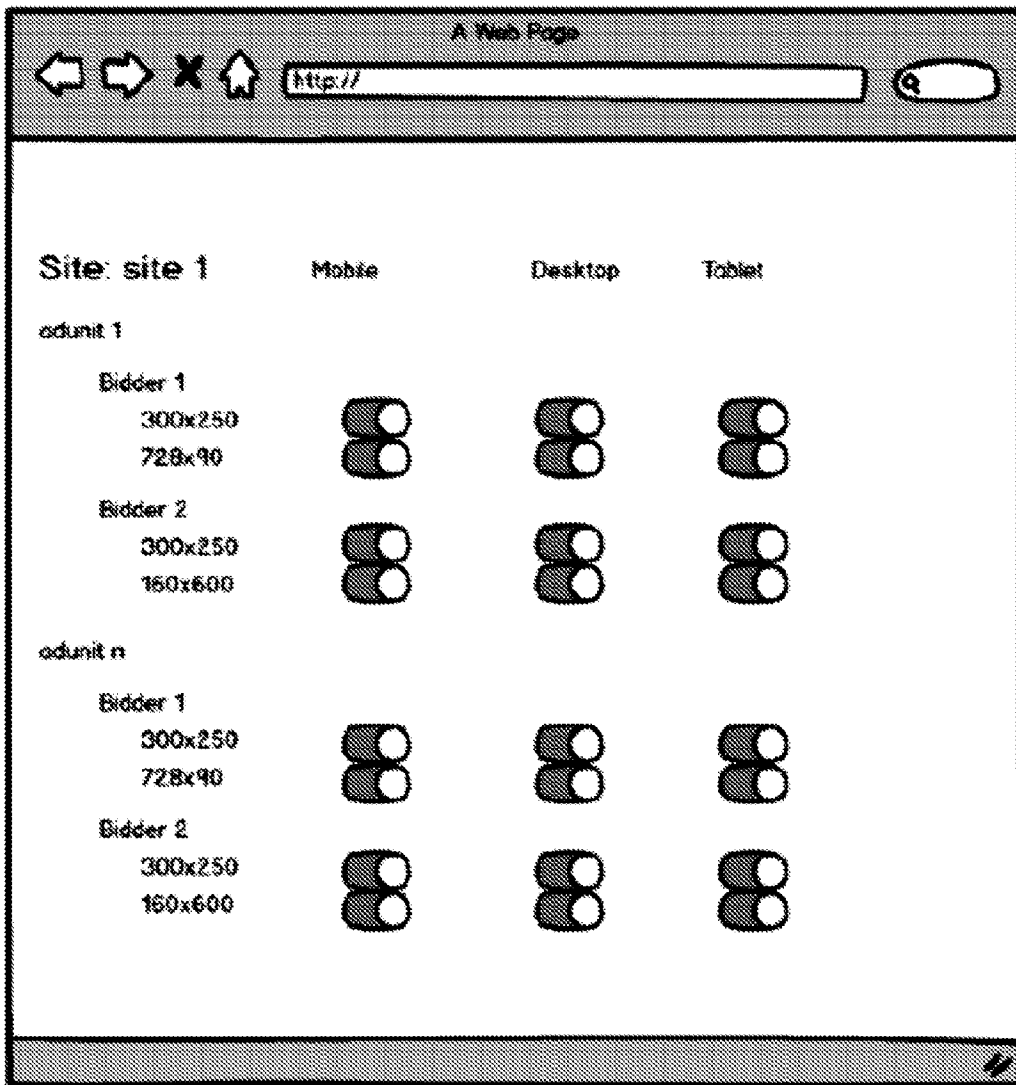 A Web Page
http://
Site: site 1 Mobile Desktop Tablet
adunit 1
Bidder 1
300x250
728x90
Bidder 2
300x250
160x600
adunit n
Bidder 1
300x250
728x90
Bidder 2
300x250
160x600